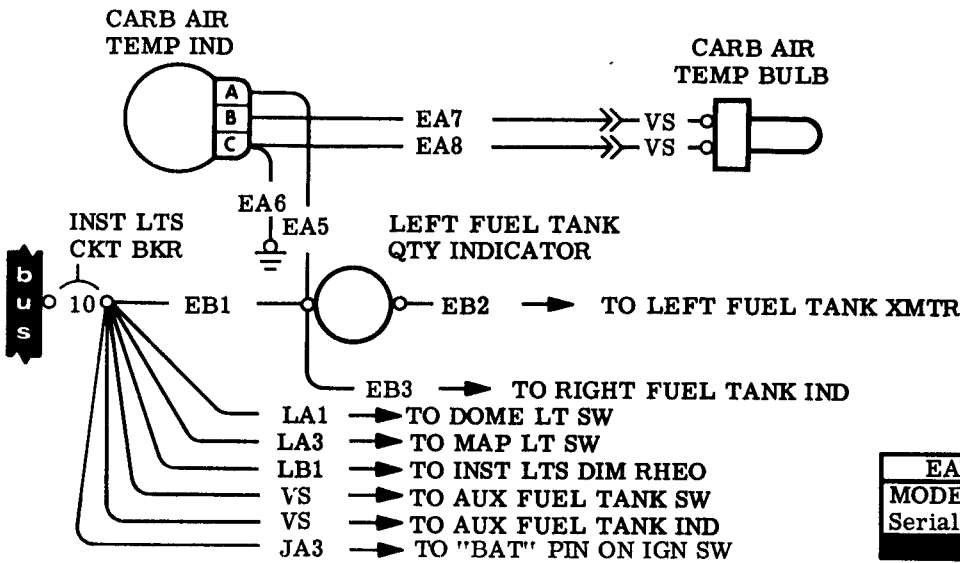 CARB AIR
TEMP IND
CARB AIR
TEMP BULB
A
B
C
EA7
VS
EA8
VS
EA6
EA5
INST LTS
CKT BKR
LEFT FUEL TANK
QTY INDICATOR
bus
10
EB1
EB2
TO LEFT FUEL TANK XMTR
EB3
TO RIGHT FUEL TANK IND
LA1
TO DOME LT SW
LA3
TO MAP LT SW
LB1
TO INST LTS DIM RHEO
VS
TO AUX FUEL TANK SW
VS
TO AUX FUEL TANK IND
JA3
TO "BAT" PIN ON IGN SW
EA
MODE
Serial